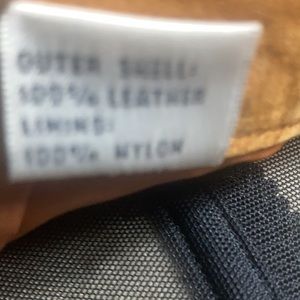 OUTER SHELL:
100% LEATHER
LINING:
100% NYLON